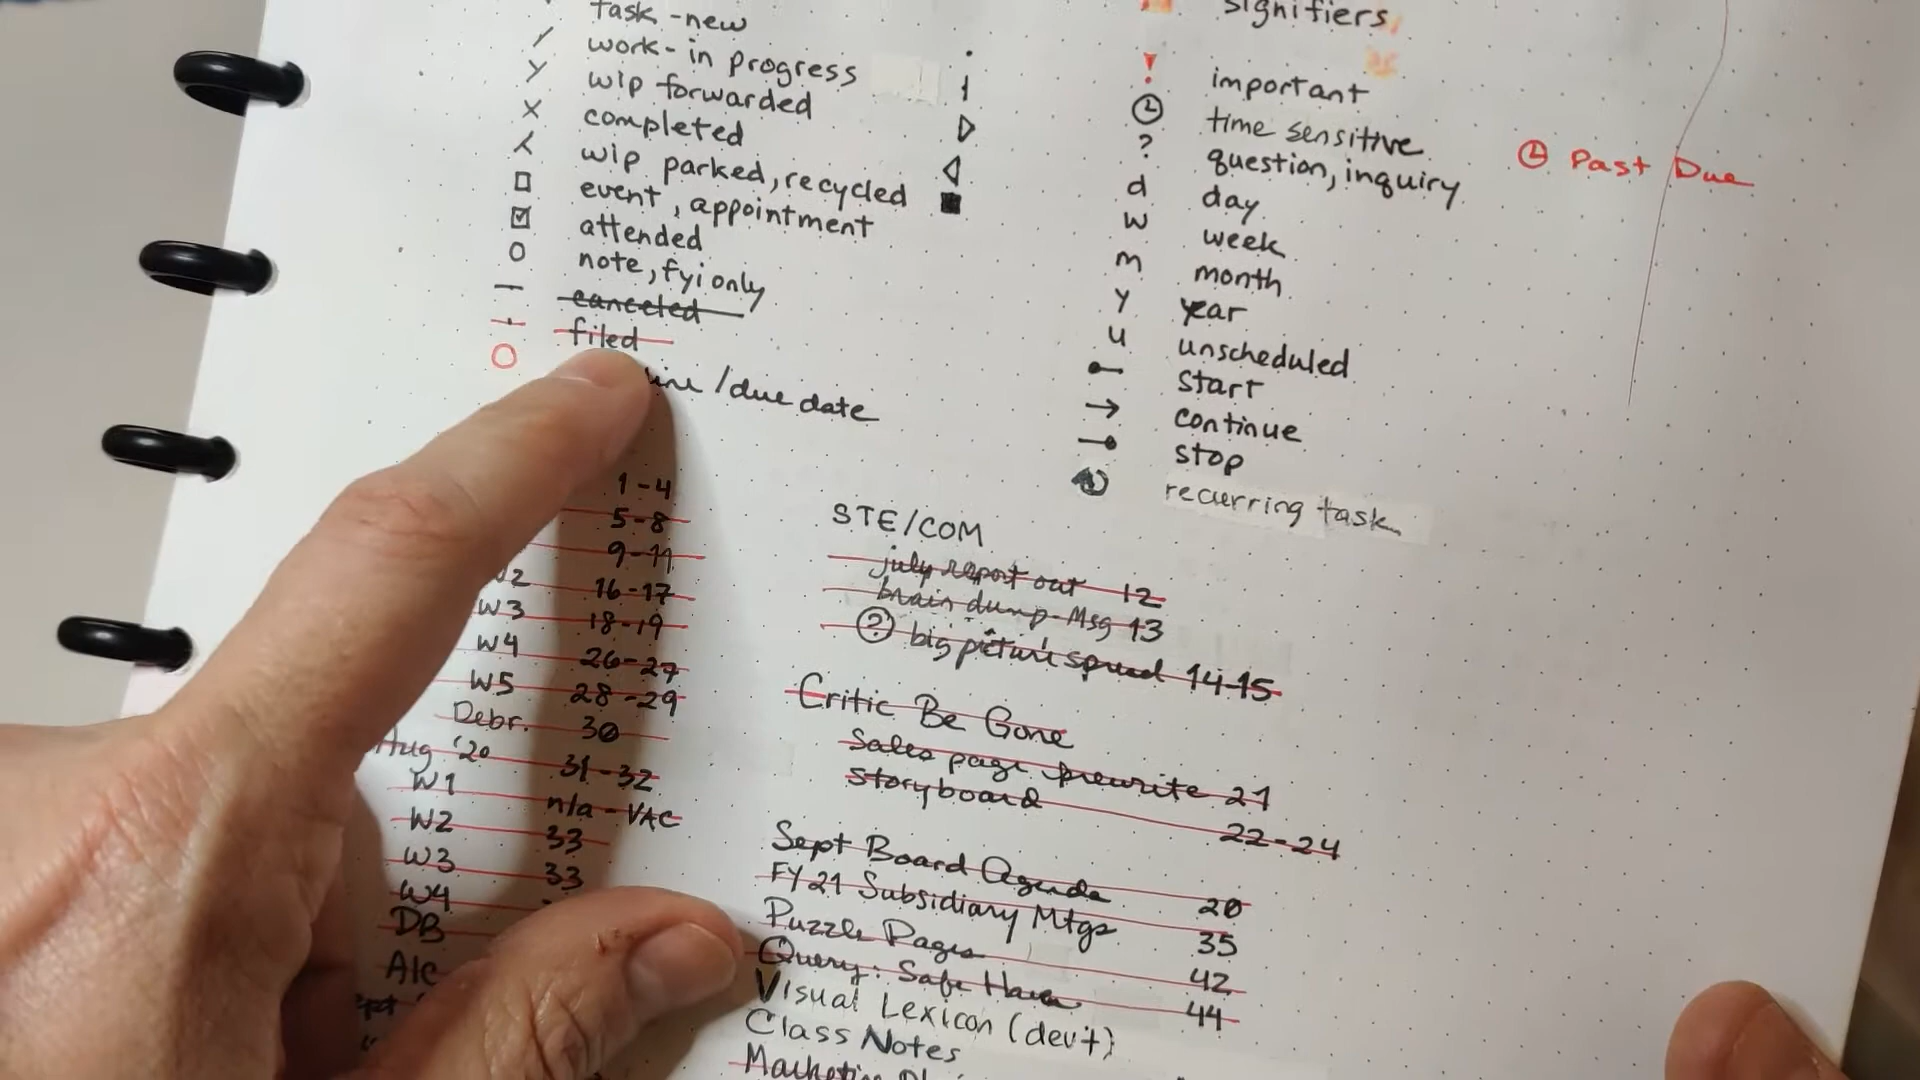 task - new
/ work - in progress
wip forwarded
x completed
wip parked, recycled
event, appointment
attended
note, fyi only
canceled
filed
/ due date
signifiers
! important
time sensitive
? question, inquiry
Past Due
d day
w week
m month
y year
u unscheduled
start
→ continue
stop
recurring task
1-4
5-8
9-11
16-17
W3 18-19
W4 26-27
W5 28-29
Debr. 30
Aug '20 31-32
W1 n/a - VAC
W2 33
W3 33
W4 -
DB
STE/COM
july report out 12
brain dump - Msg 13
? big picture spread 14-15
Critic Be Gone
Sales page prewrite 21
storyboard 22-24
Sept Board Agenda 20
FY21 Subsidiary Mtgs 35
Puzzle Pages 42
Query: Safe Haven 44
Visual Lexicon (dev't)
Class Notes